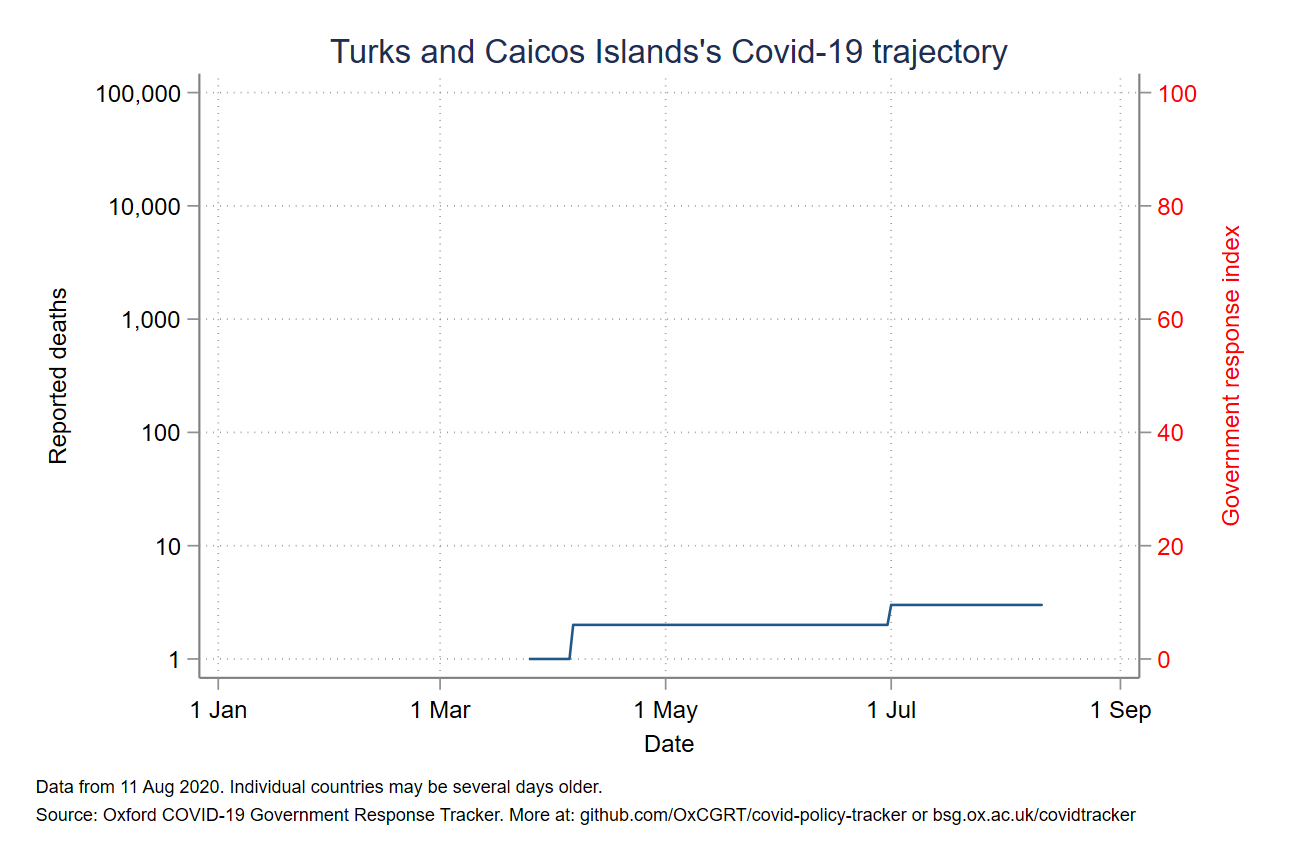 Turks and Caicos Islands's Covid-19 trajectory
100,000
10,000
1,000
100
10
1
Reported deaths
100
80
60
40
20
0
Government response index
1 Jan
1 Mar
1 May
1 Jul
1 Sep
Date
Data from 11 Aug 2020. Individual countries may be several days older.
Source: Oxford COVID-19 Government Response Tracker. More at: github.com/OxCGRT/covid-policy-tracker or bsg.ox.ac.uk/covidtracker